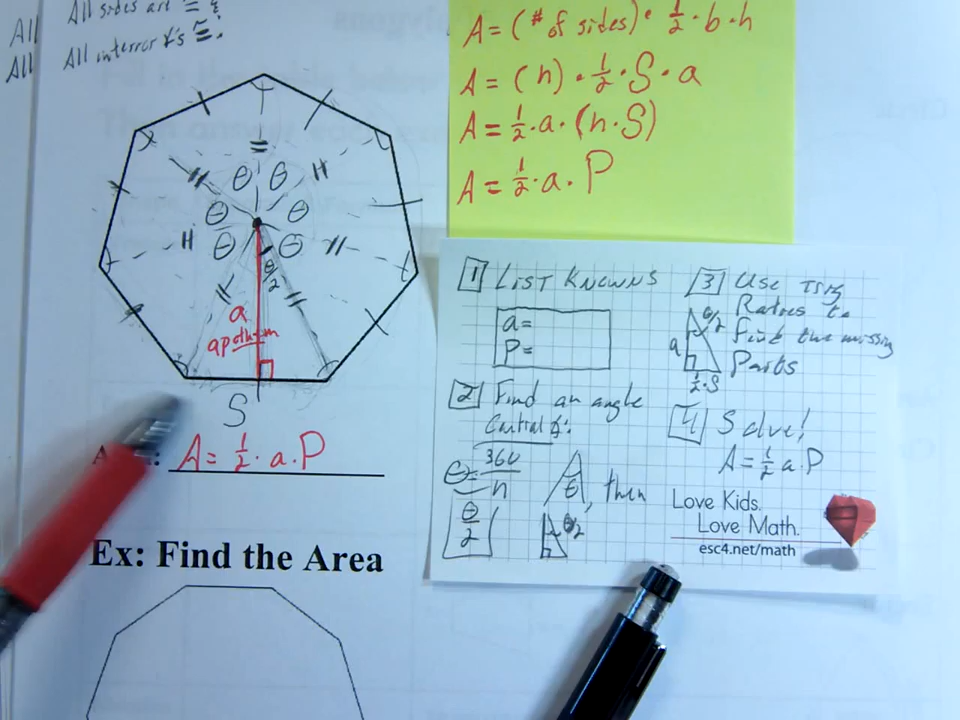 All sides are ≅ &
All
All interior ∠'s ≅.
All
A = (# of sides) · 1/2 · b · h
A = (n) · 1/2 · S · a
A = 1/2 · a · (n · S)
A = 1/2 · a · P
θ θ
θ θ
θ θ
θ/2
a
apothem
S
A = 1/2 · a · P
Ex: Find the Area
1 LIST KNOWNS
a=
P=
2 Find an angle
Central ∠:
θ = 360/n
θ
, then
θ/2
θ/2
3 Use Trig
Ratios to
Find the missing
Parts
θ/2
a
1/2·S
4 Solve!
A = 1/2 a P
Love Kids.
Love Math.
esc4.net/math